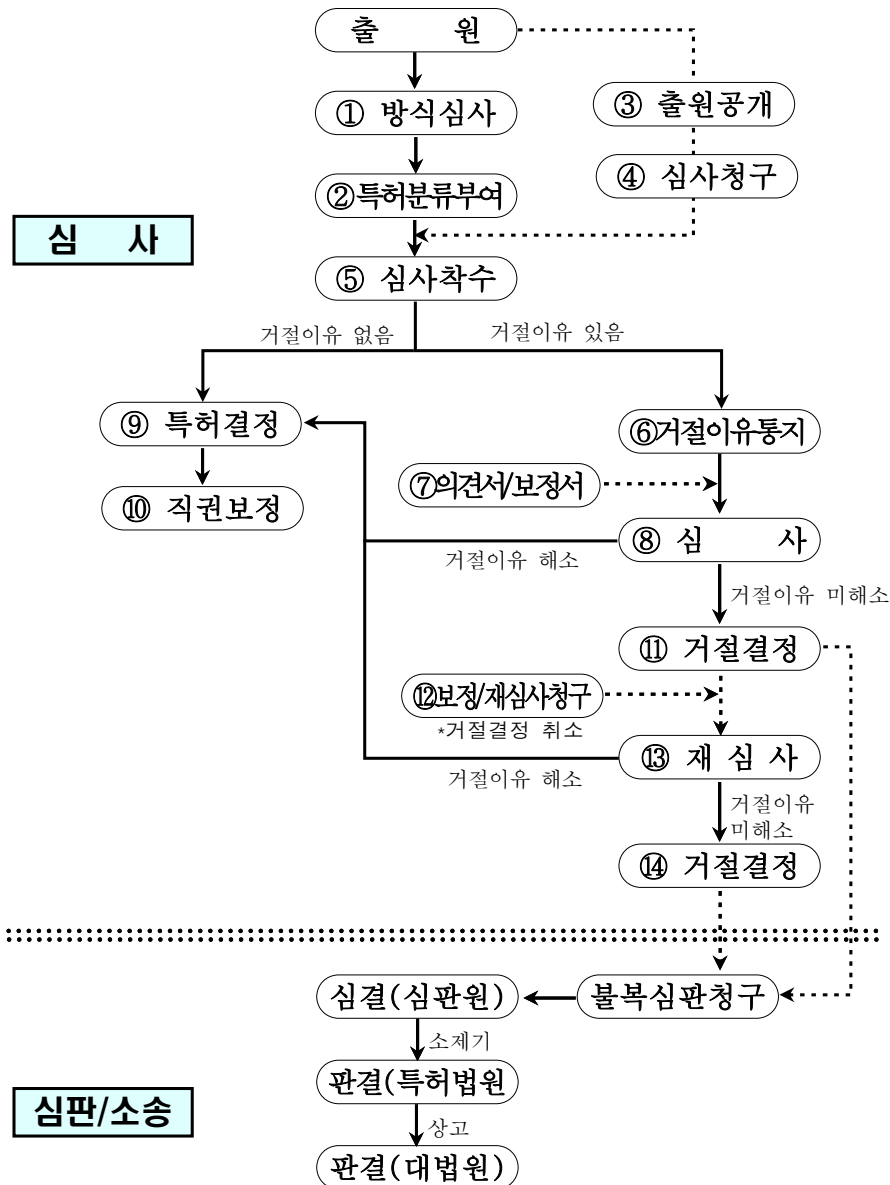 출 원
① 방식심사
③ 출원공개
④ 심사청구
②특허분류부여
심 사
⑤ 심사착수
거절이유 없음
거절이유 있음
⑨ 특허결정
⑥거절이유통지
⑦의견서/보정서
⑩ 직권보정
⑧ 심 사
거절이유 해소
거절이유 미해소
⑪ 거절결정
⑫보정/재심사청구
*거절결정 취소
⑬ 재 심 사
거절이유 해소
거절이유
미해소
⑭ 거절결정
심결(심판원)
불복심판청구
소제기
판결(특허법원
심판/소송
상고
판결(대법원)